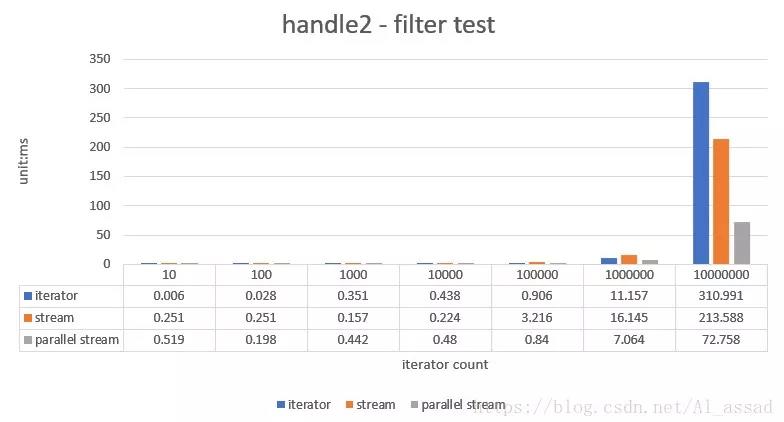 handle2 - filter test
350
300
250
200
150
100
50
0
unit:ms
10 100 1000 10000 100000 1000000 10000000
iterator 0.006 0.028 0.351 0.438 0.906 11.157 310.991
stream 0.251 0.251 0.157 0.224 3.216 16.145 213.588
parallel stream 0.519 0.198 0.442 0.48 0.84 7.064 72.758
iterator count
iterator stream parallel stream
https://blog.csdn.net/Al_assad